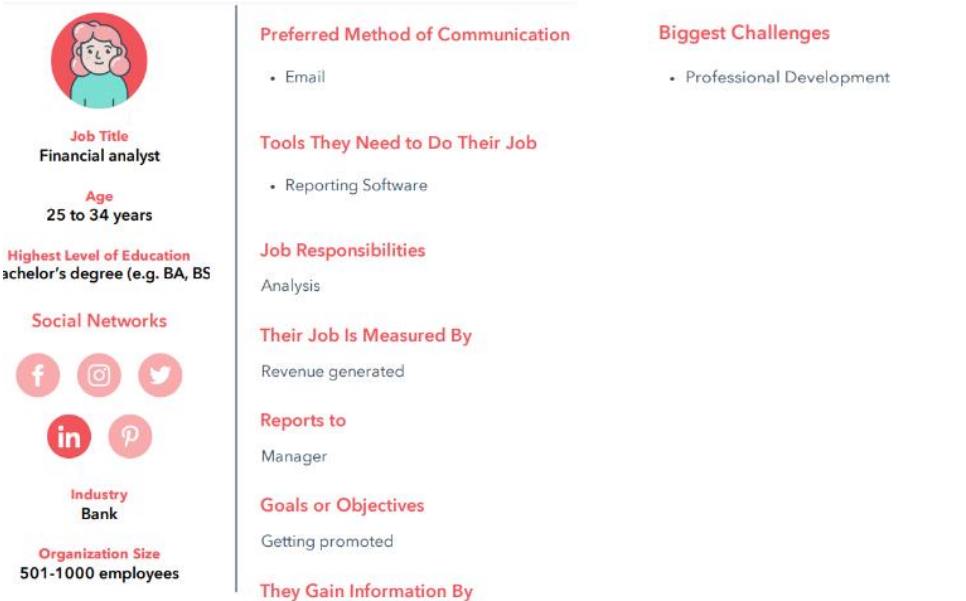 Job Title
Financial analyst
Age
25 to 34 years
Highest Level of Education
achelor's degree (e.g. BA, BS
Social Networks
f
in
Industry
Bank
Organization Size
501-1000 employees
Preferred Method of Communication
• Email
Tools They Need to Do Their Job
• Reporting Software
Job Responsibilities
Analysis
Their Job Is Measured By
Revenue generated
Reports to
Manager
Goals or Objectives
Getting promoted
They Gain Information By
Biggest Challenges
• Professional Development